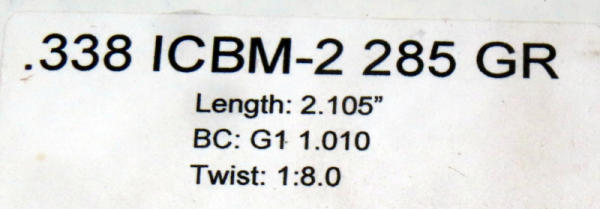 .338 ICBM-2 285 GR
Length: 2.105”
BC: G1 1.010
Twist: 1:8.0